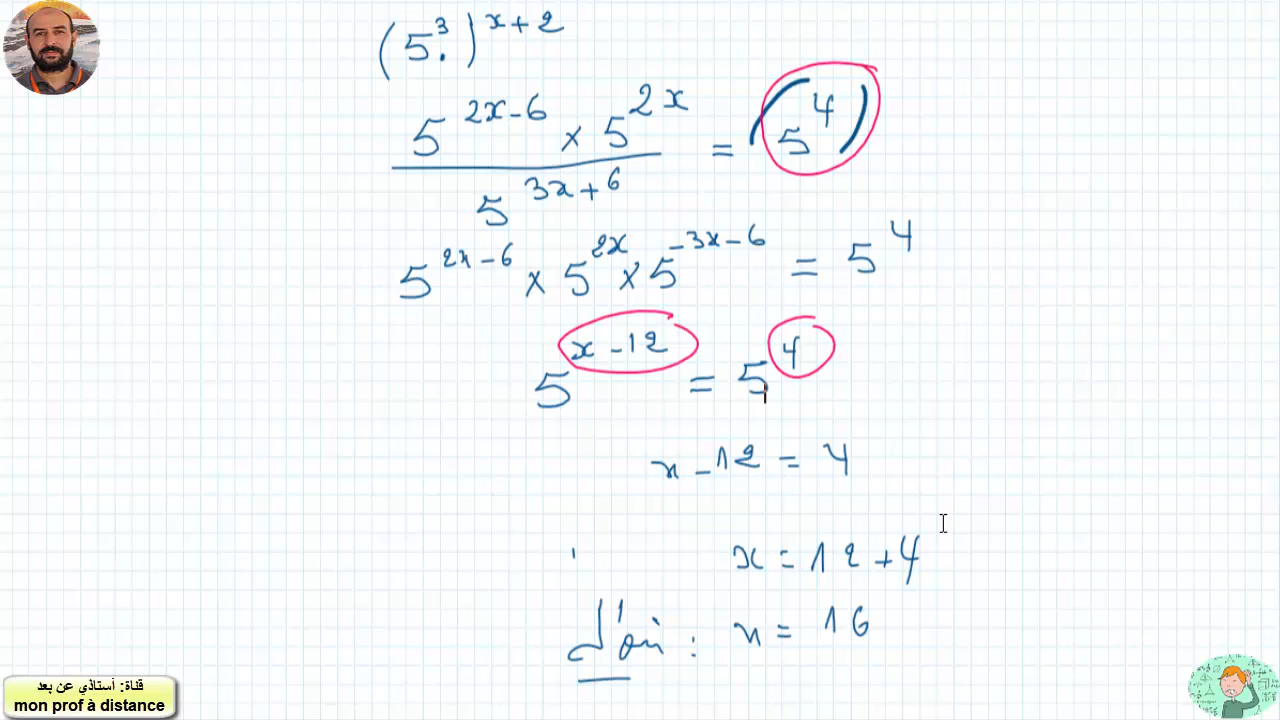 (5³)^(x+2)
5^(2x-6) × 5^(2x) / 5^(3x+6) = (5⁴)
5^(2x-6) × 5^(2x) × 5^(-3x-6) = 5⁴
5^(x-12) = 5⁴
x - 12 = 4
x = 12 + 4
d'où : x = 16
قناة: أستاذي عن بعد
mon prof à distance